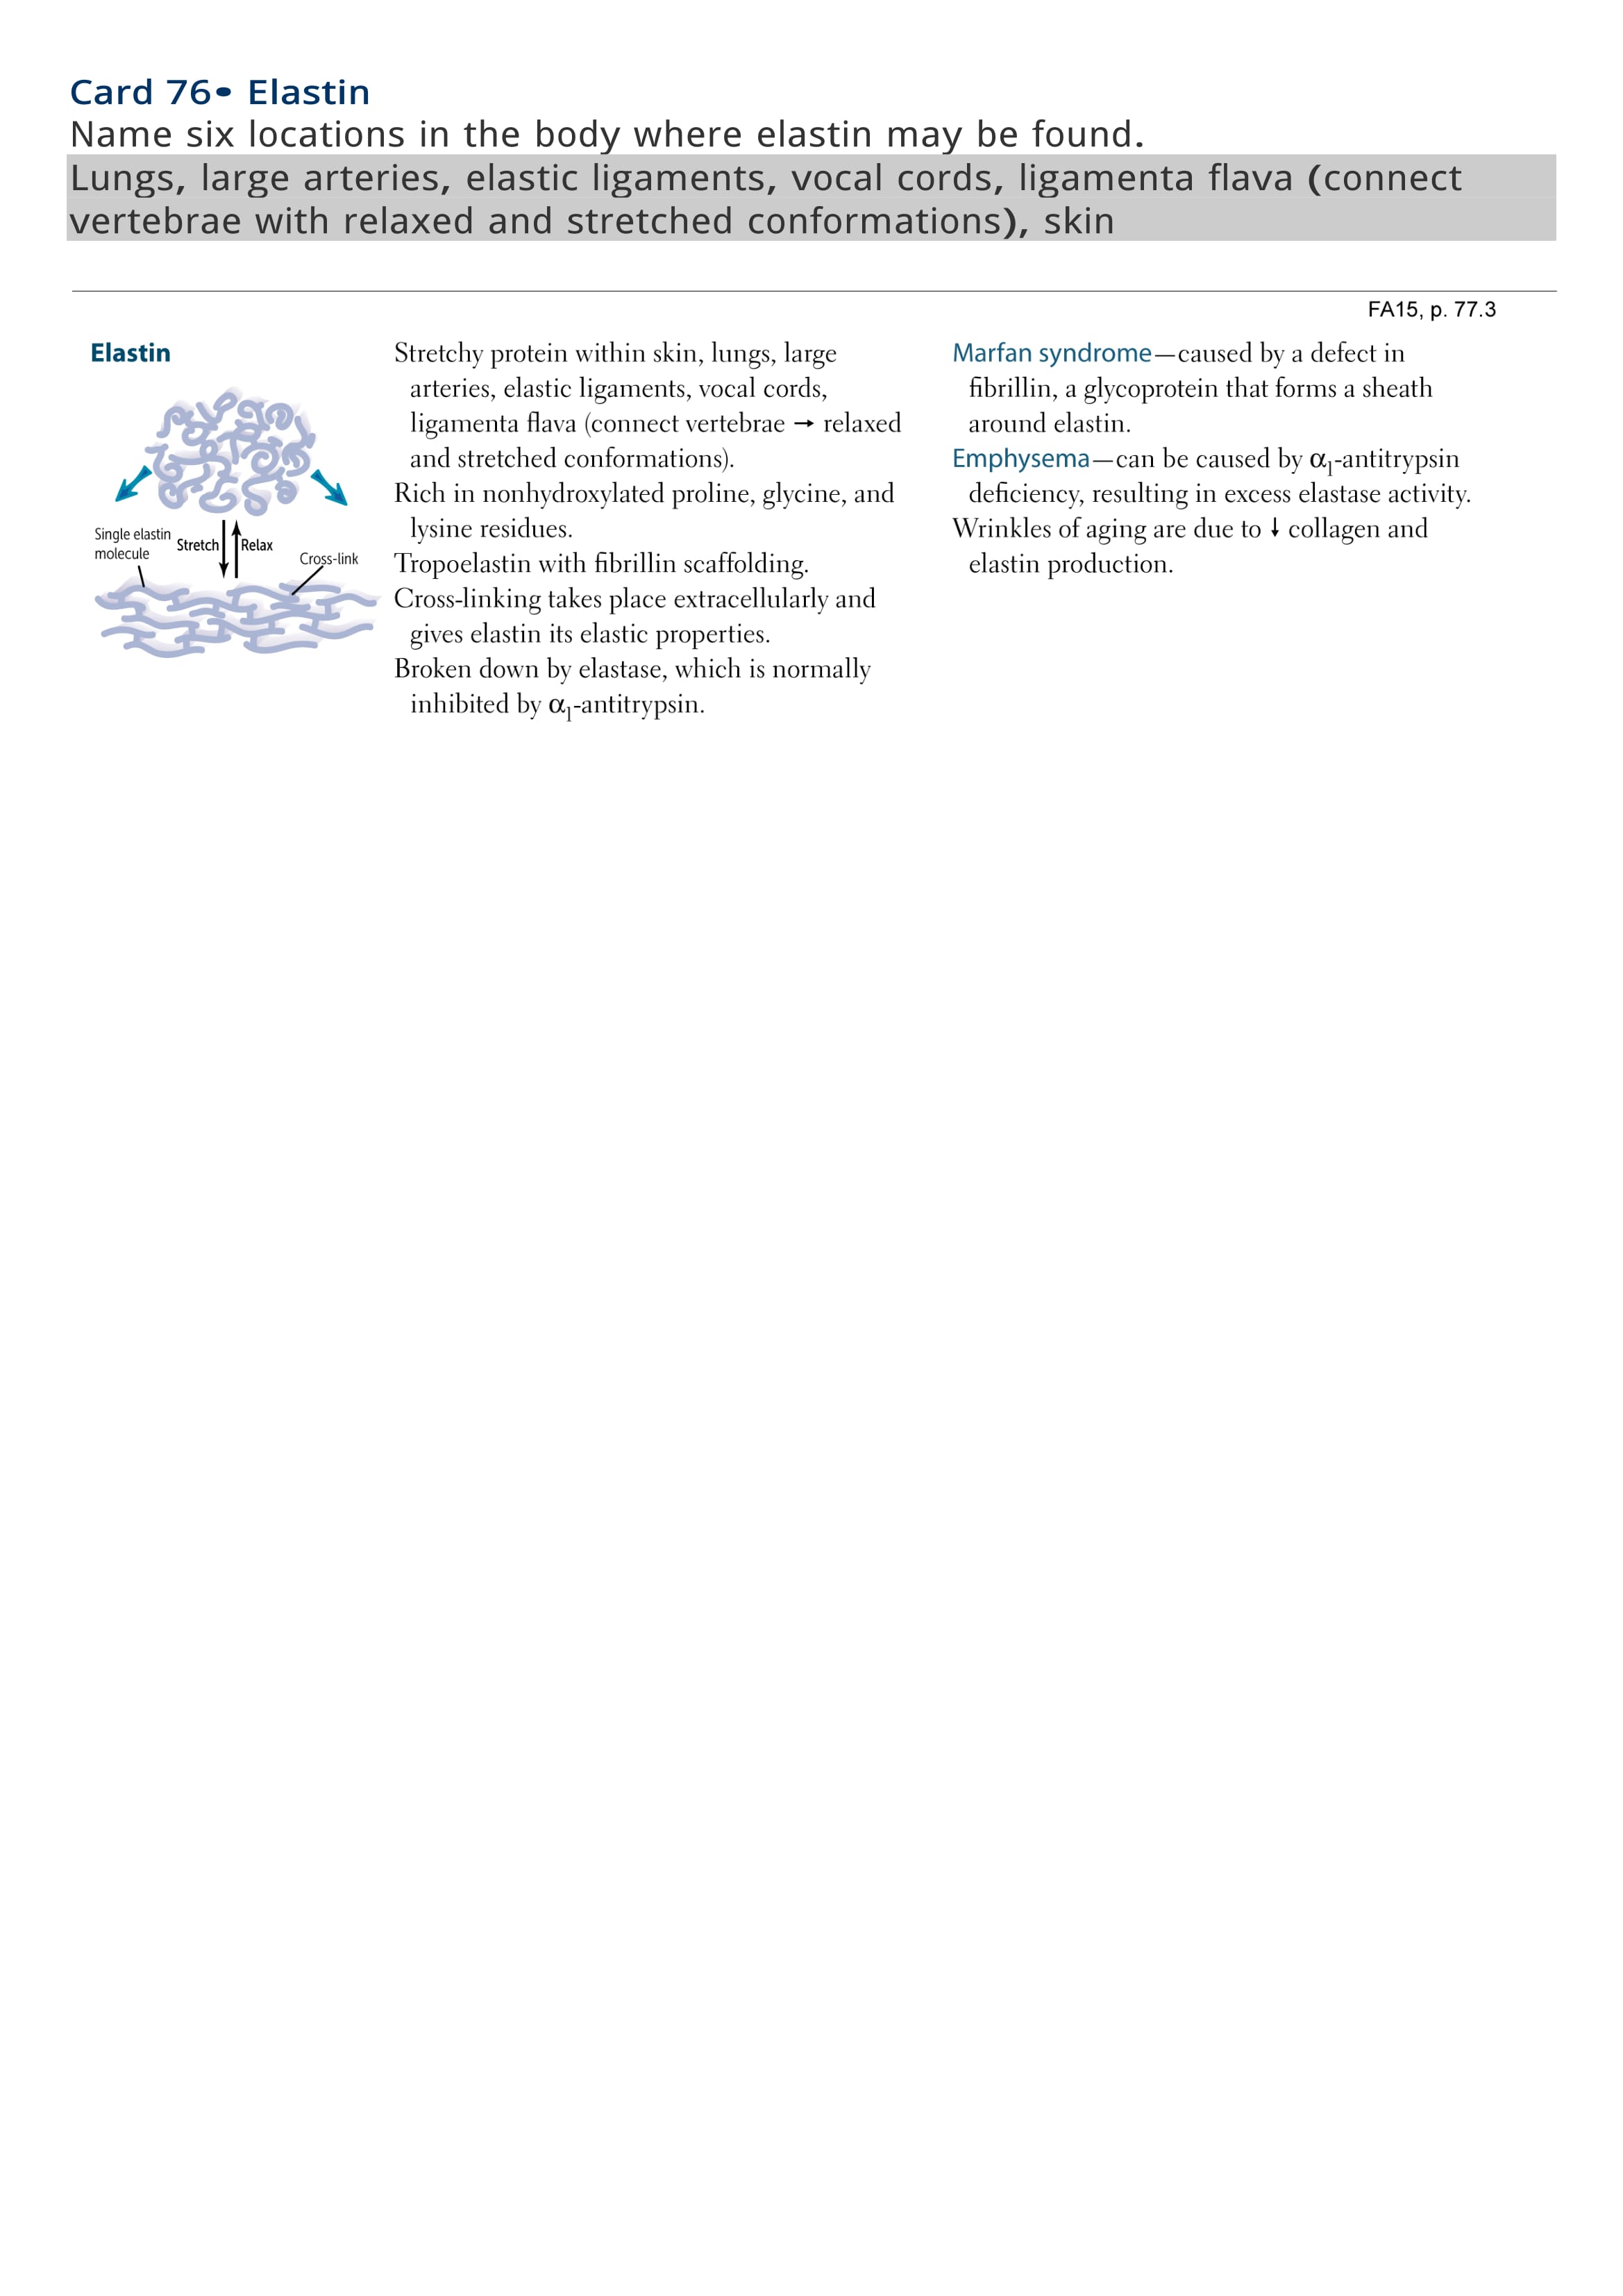 Card 76• Elastin
Name six locations in the body where elastin may be found.
Lungs, large arteries, elastic ligaments, vocal cords, ligamenta flava (connect
vertebrae with relaxed and stretched conformations), skin
FA15, p. 77.3
Elastin
Single elastin
molecule
Stretch
Relax
Cross-link
Stretchy protein within skin, lungs, large
arteries, elastic ligaments, vocal cords,
ligamenta flava (connect vertebrae → relaxed
and stretched conformations).
Rich in nonhydroxylated proline, glycine, and
lysine residues.
Tropoelastin with fibrillin scaffolding.
Cross-linking takes place extracellularly and
gives elastin its elastic properties.
Broken down by elastase, which is normally
inhibited by α₁-antitrypsin.
Marfan syndrome—caused by a defect in
fibrillin, a glycoprotein that forms a sheath
around elastin.
Emphysema—can be caused by α₁-antitrypsin
deficiency, resulting in excess elastase activity.
Wrinkles of aging are due to ↓ collagen and
elastin production.